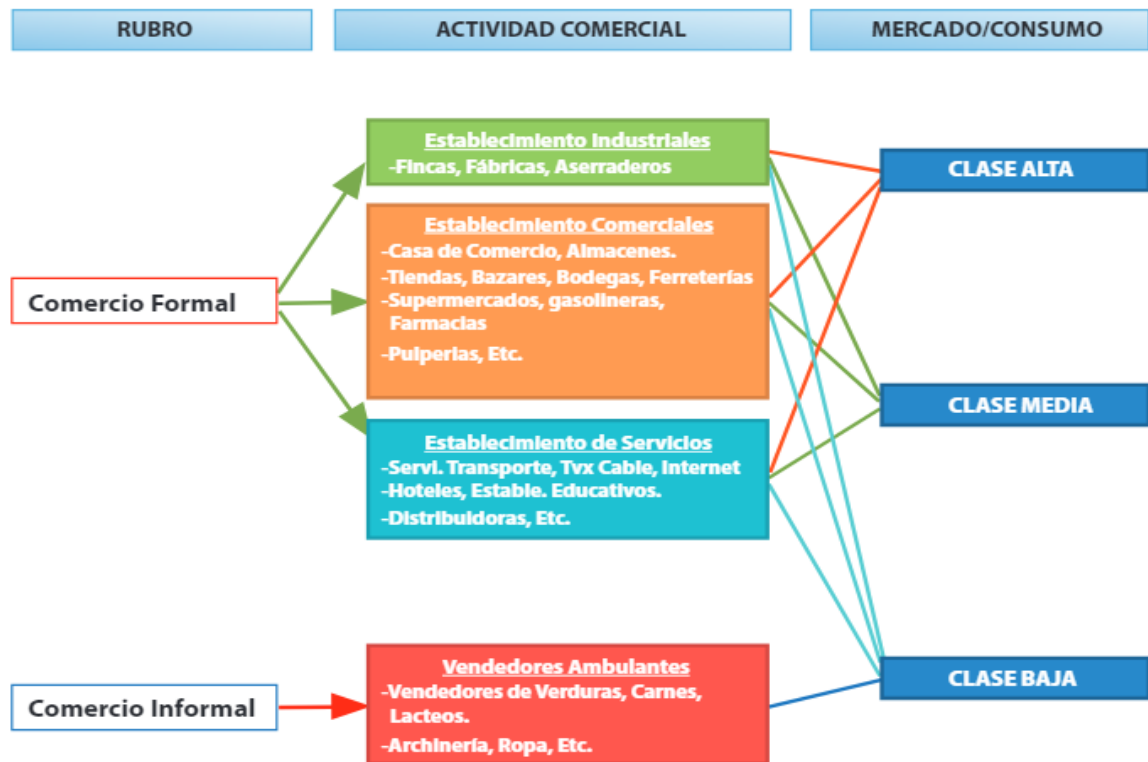 RUBRO
ACTIVIDAD COMERCIAL
MERCADO/CONSUMO
Establecimiento Industriales
-Fincas, Fábricas, Aserraderos
CLASE ALTA
Establecimiento Comerciales
-Casa de Comercio, Almacenes.
-Tiendas, Bazares, Bodegas, Ferreterías
-Supermercados, gasolineras,
Farmacias
-Pulperias, Etc.
Comercio Formal
CLASE MEDIA
Establecimiento de Servicios
-Servi. Transporte, Tvx Cable, Internet
-Hoteles, Estable. Educativos.
-Distribuidoras, Etc.
Comercio Informal
Vendedores Ambulantes
-Vendedores de Verduras, Carnes,
Lacteos.
-Archinería, Ropa, Etc.
CLASE BAJA